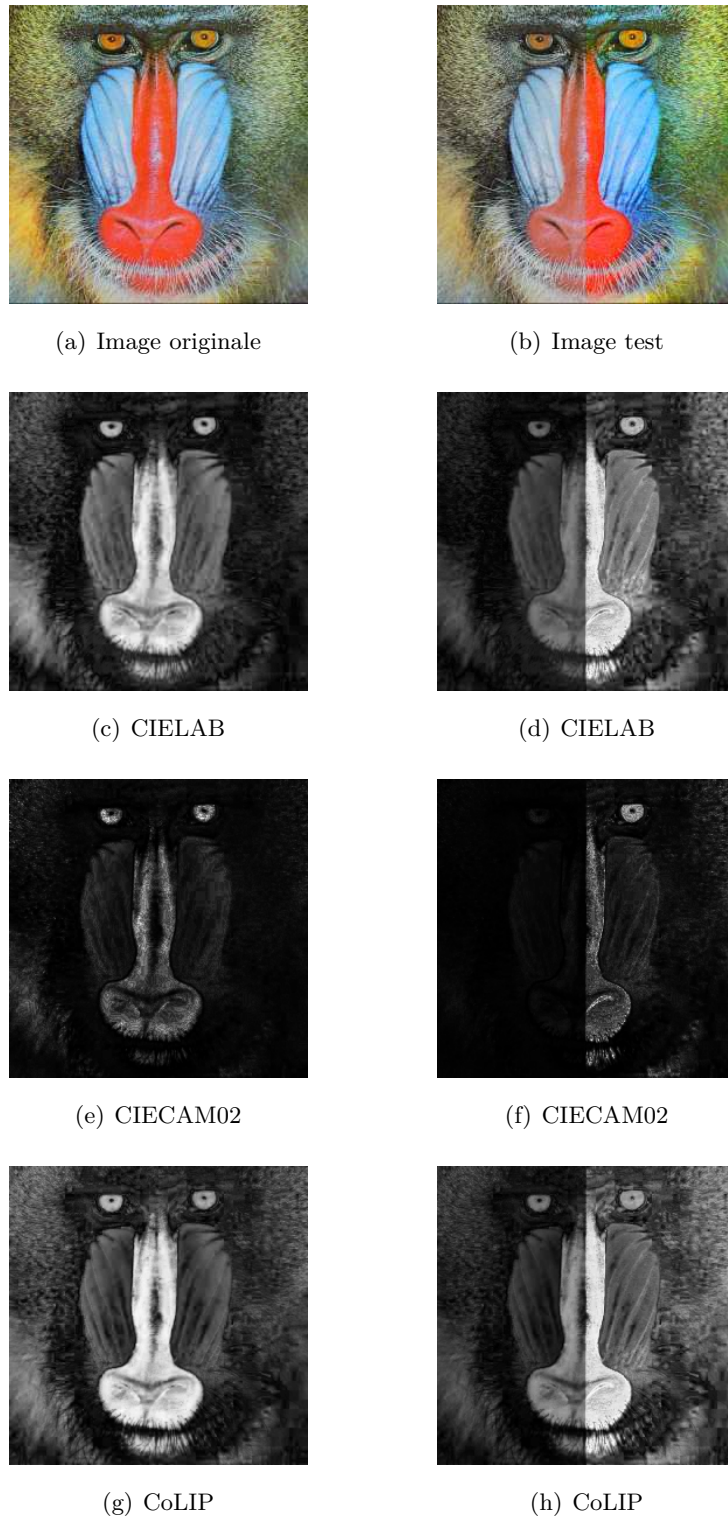 (a) Image originale
(b) Image test
(c) CIELAB
(d) CIELAB
(e) CIECAM02
(f) CIECAM02
(g) CoLIP
(h) CoLIP